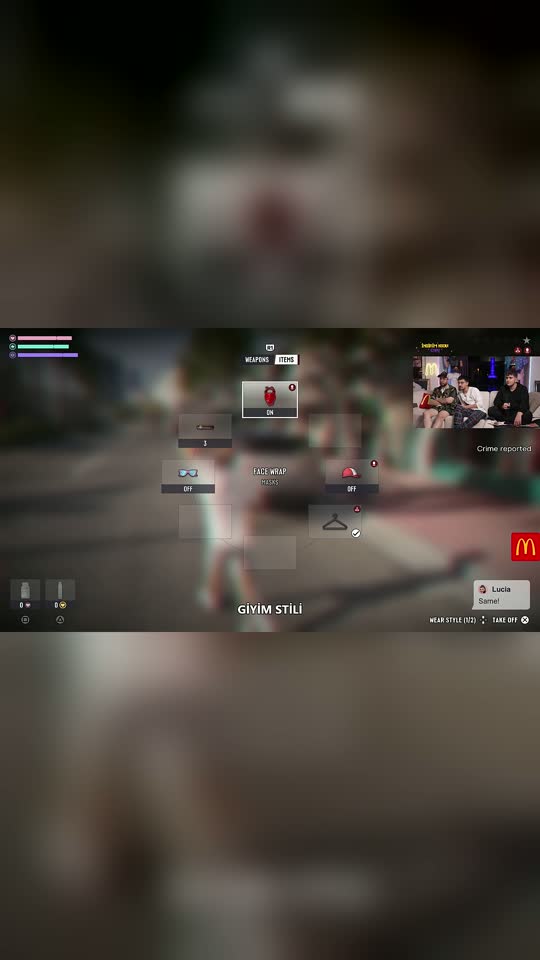 R1
WEAPONS ITEMS
ON
3
FACE WRAP
MASKS
OFF
OFF
Crime reported
0
0
GİYİM STİLİ
Lucia
Same!
WEAR STYLE (1/2) TAKE OFF